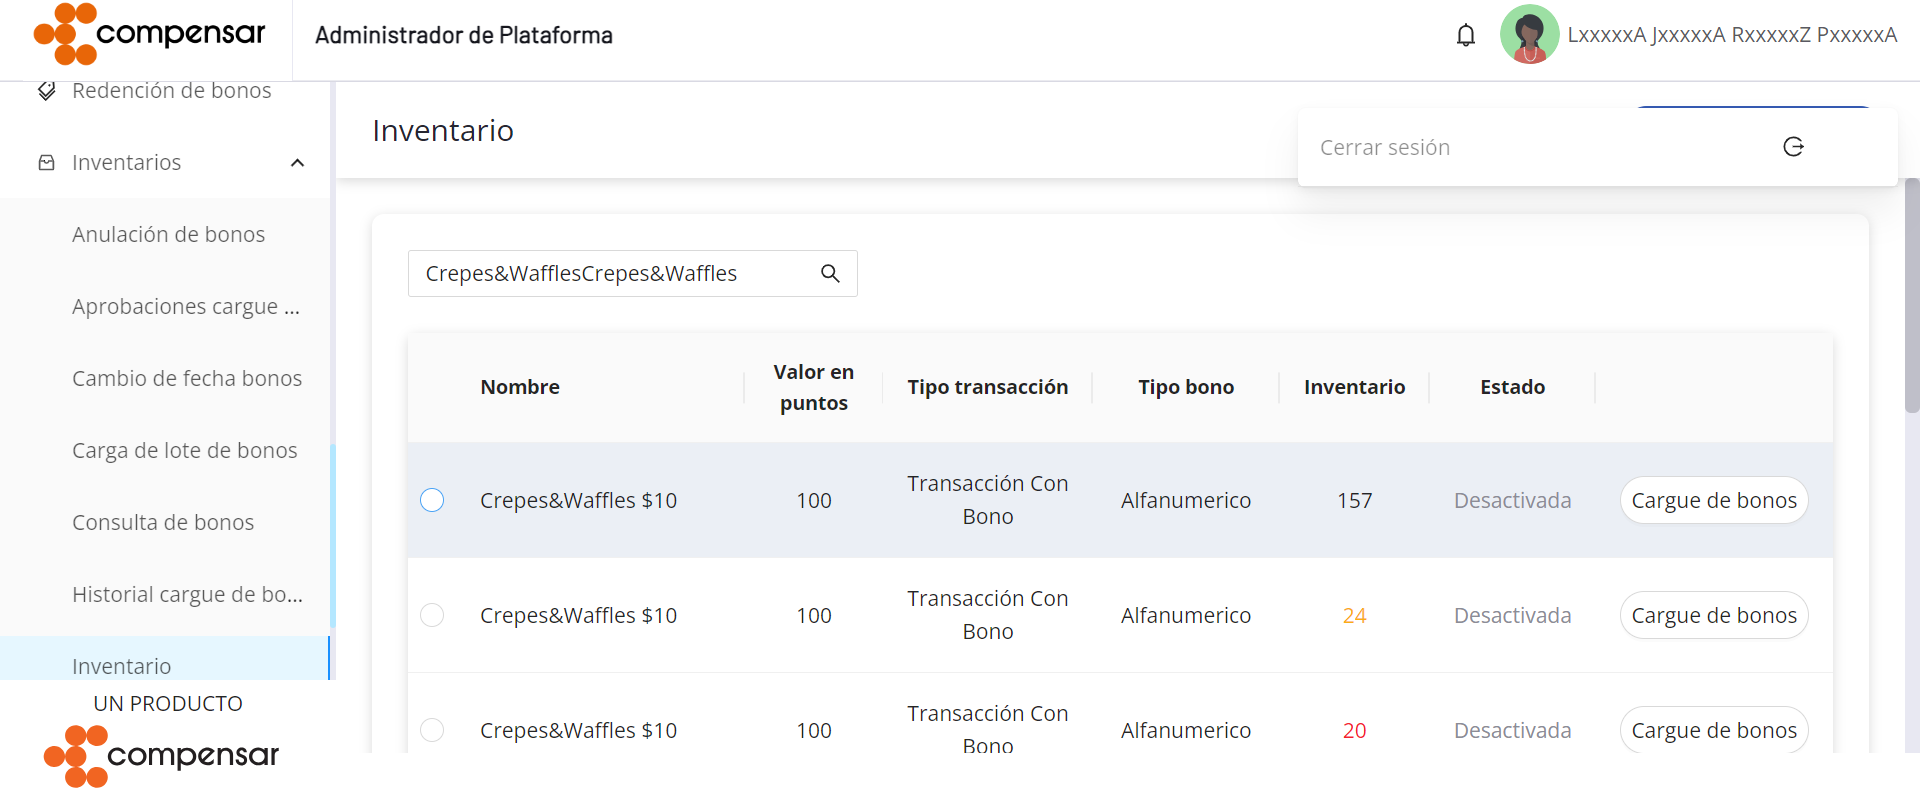 compensar
Administrador de Plataforma
LxxxxxA JxxxxxA RxxxxxZ PxxxxxA
Redención de bonos
Inventarios
Anulación de bonos
Aprobaciones cargue ...
Cambio de fecha bonos
Carga de lote de bonos
Consulta de bonos
Historial cargue de bo...
Inventario
UN PRODUCTO
compensar
Inventario
Cerrar sesión
Crepes&WafflesCrepes&Waffles
Nombre
Valor en
puntos
Tipo transacción
Tipo bono
Inventario
Estado
Crepes&Waffles $10
100
Transacción Con
Bono
Alfanumerico
157
Desactivada
Cargue de bonos
Crepes&Waffles $10
100
Transacción Con
Bono
Alfanumerico
24
Desactivada
Cargue de bonos
Crepes&Waffles $10
100
Transacción Con
Bono
Alfanumerico
20
Desactivada
Cargue de bonos